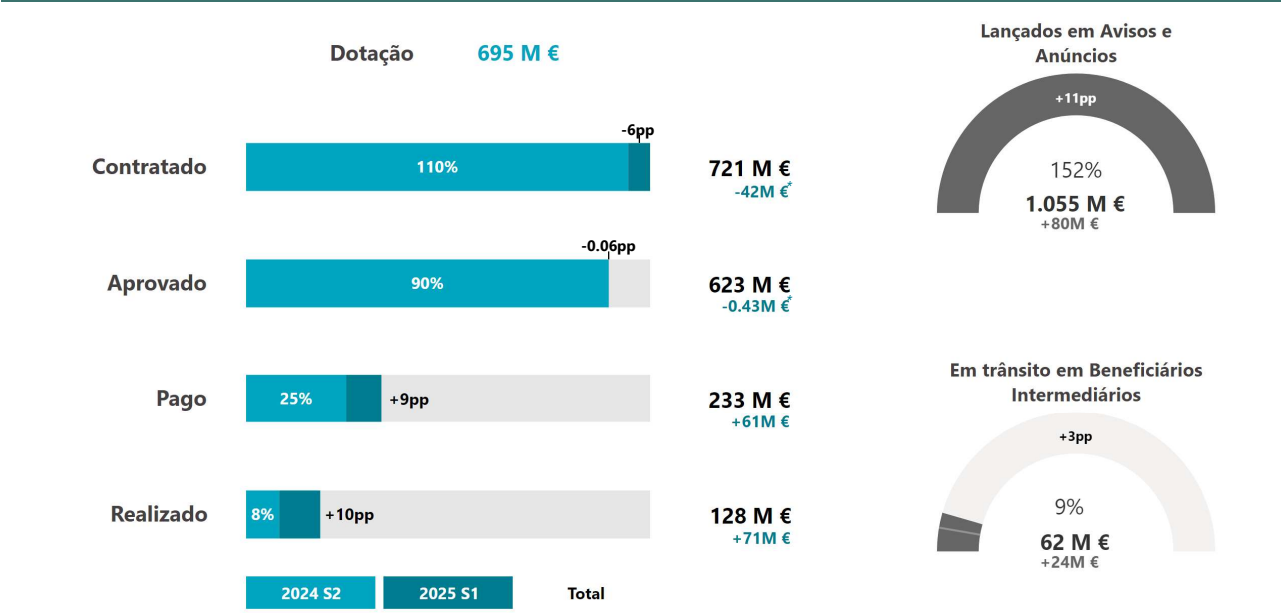 Dotação 695 M €
-6pp
Contratado 110% 721 M €
-42M €*
-0.06pp
Aprovado 90% 623 M €
-0.43M €*
Pago 25% +9pp 233 M €
+61M €
Realizado 8% +10pp 128 M €
+71M €
2024 S2 2025 S1 Total
Lançados em Avisos e
Anúncios
+11pp
152%
1.055 M €
+80M €
Em trânsito em Beneficiários
Intermediários
+3pp
9%
62 M €
+24M €